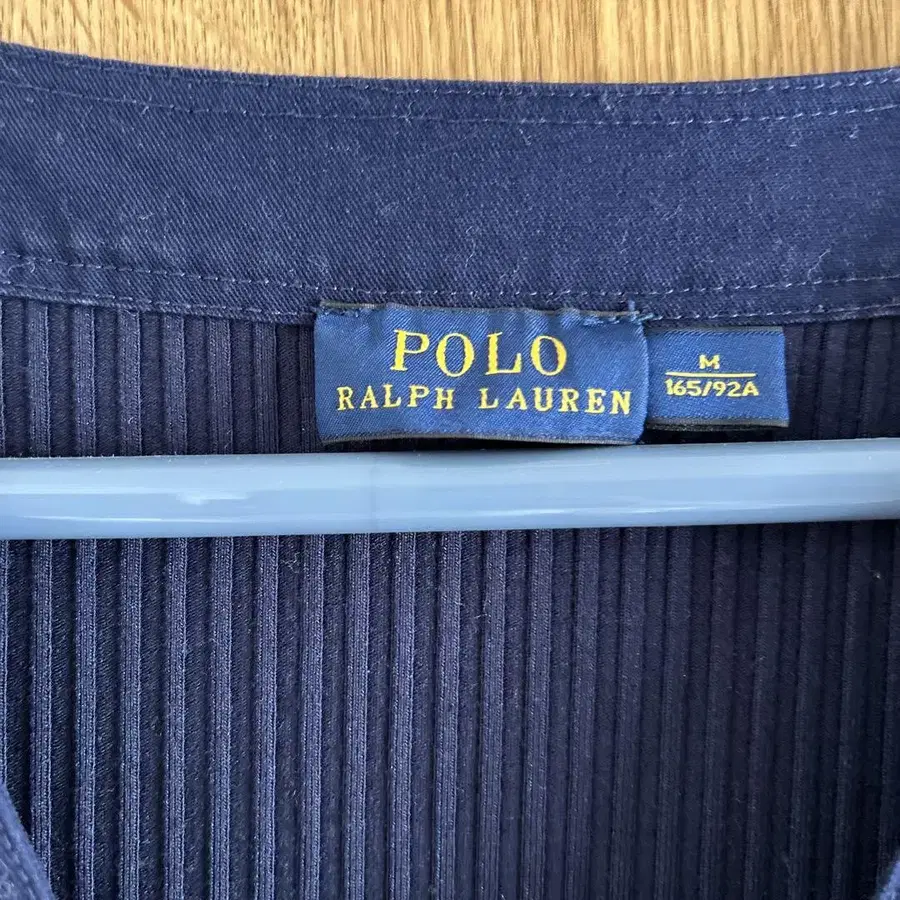 POLO
RALPH LAUREN
M
165/92A